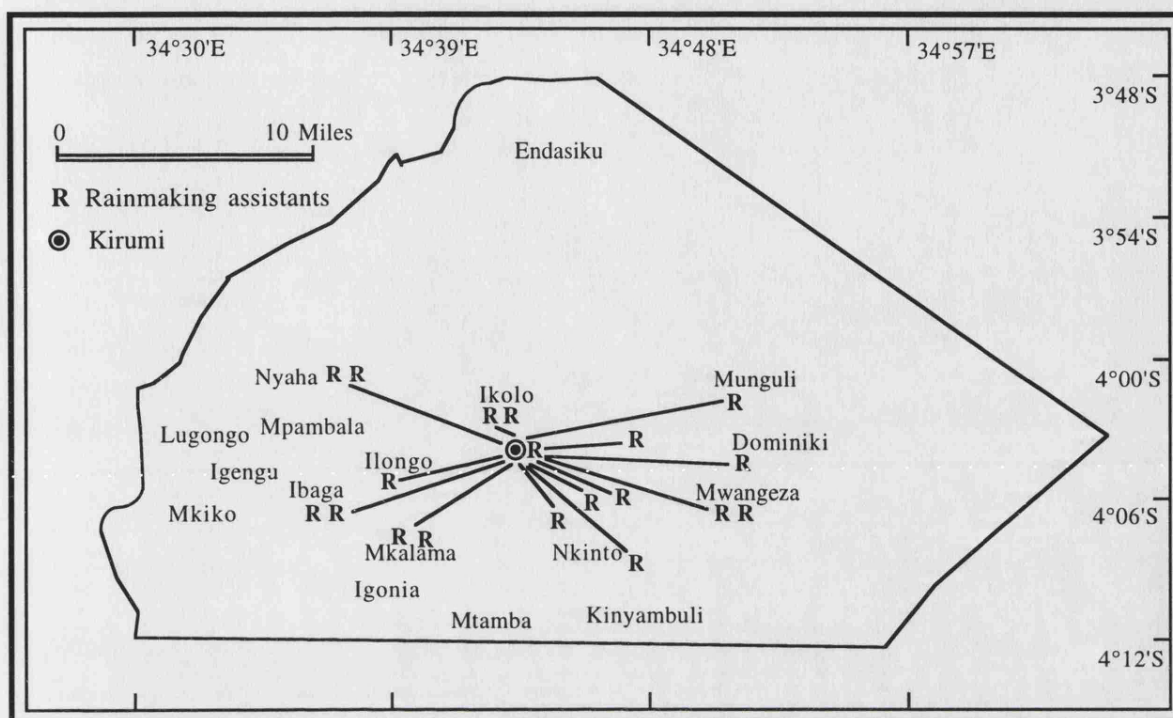 34°30'E 34°39'E 34°48'E 34°57'E
3°48'S
0 10 Miles
Endasiku
R Rainmaking assistants
3°54'S
Kirumi
4°00'S
Nyaha R R
Munguli
R
Ikolo
R R
Lugongo
Mpambala
R
R
Dominiki
R
Igengu
Ilongo
R
Ibaga
R R
R
R
Mwangeza
R R
Mkiko
4°06'S
R
R R
Mkalama
Nkinto R
Igonia
Mtamba
Kinyambuli
4°12'S